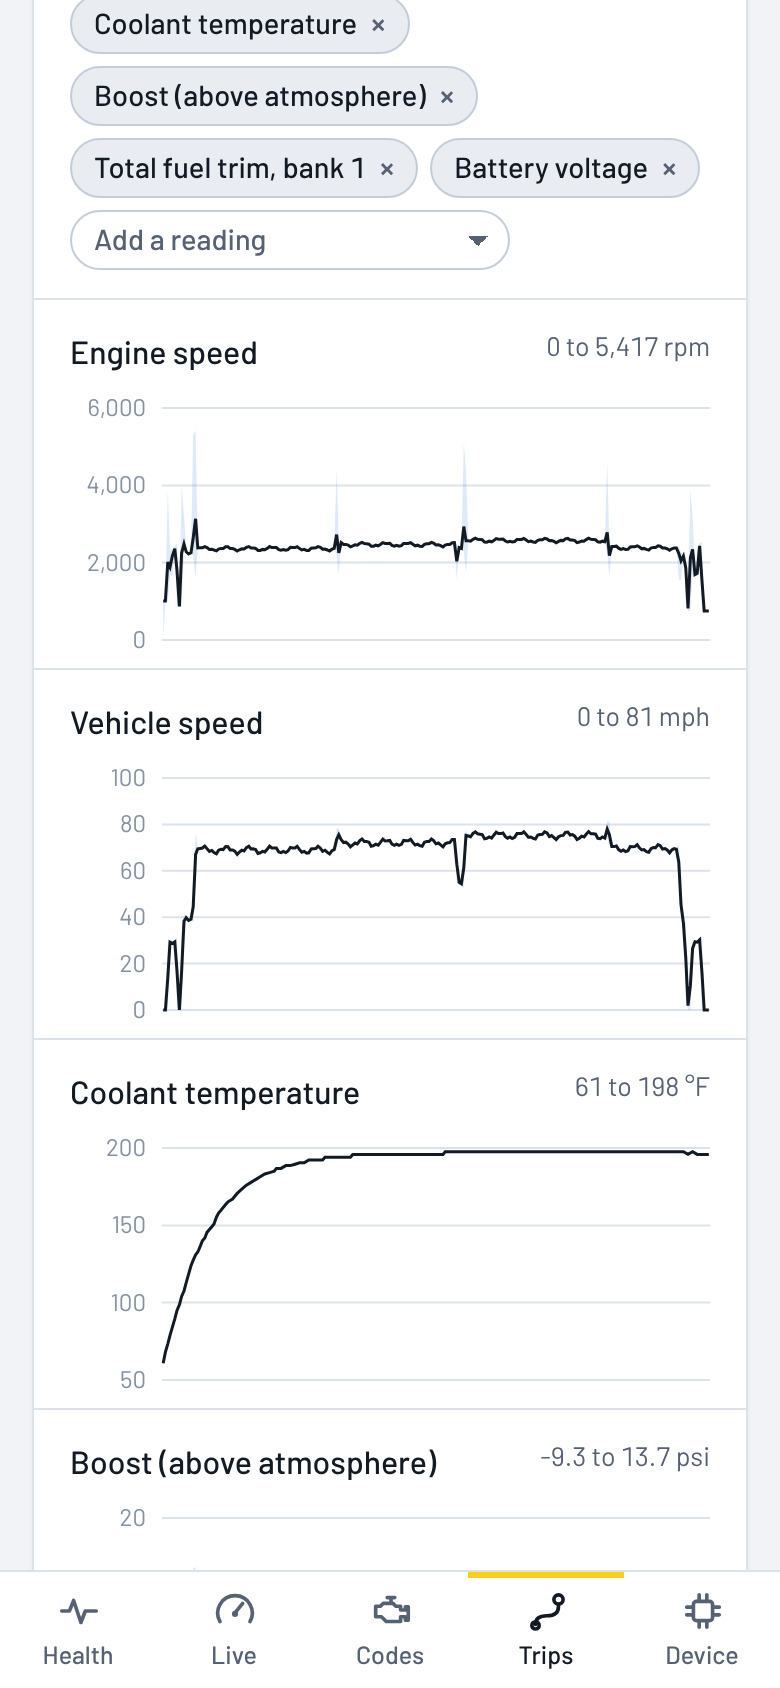 Coolant temperature ×
Boost (above atmosphere) ×
Total fuel trim, bank 1 × Battery voltage ×
Add a reading
Engine speed 0 to 5,417 rpm
6,000
4,000
2,000
0
Vehicle speed 0 to 81 mph
100
80
60
40
20
0
Coolant temperature 61 to 198 °F
200
150
100
50
Boost (above atmosphere) -9.3 to 13.7 psi
20
Health Live Codes Trips Device